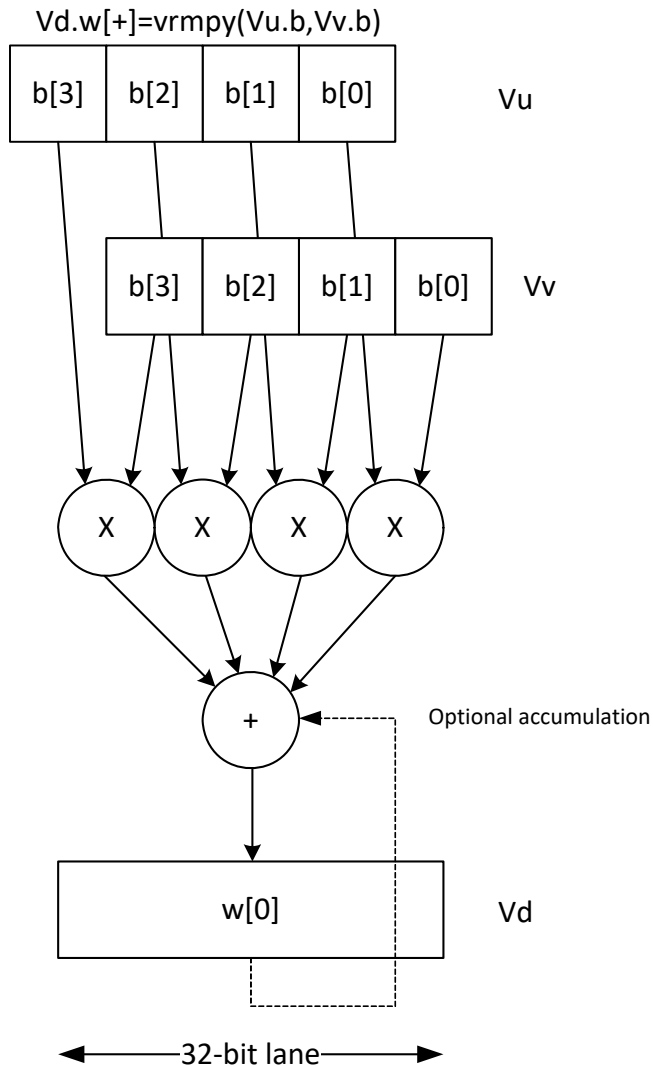 Vd.w[+]=vrmpy(Vu.b,Vv.b)
b[3] b[2] b[1] b[0] Vu
b[3] b[2] b[1] b[0] Vv
X X X X
+ Optional accumulation
w[0] Vd
32-bit lane